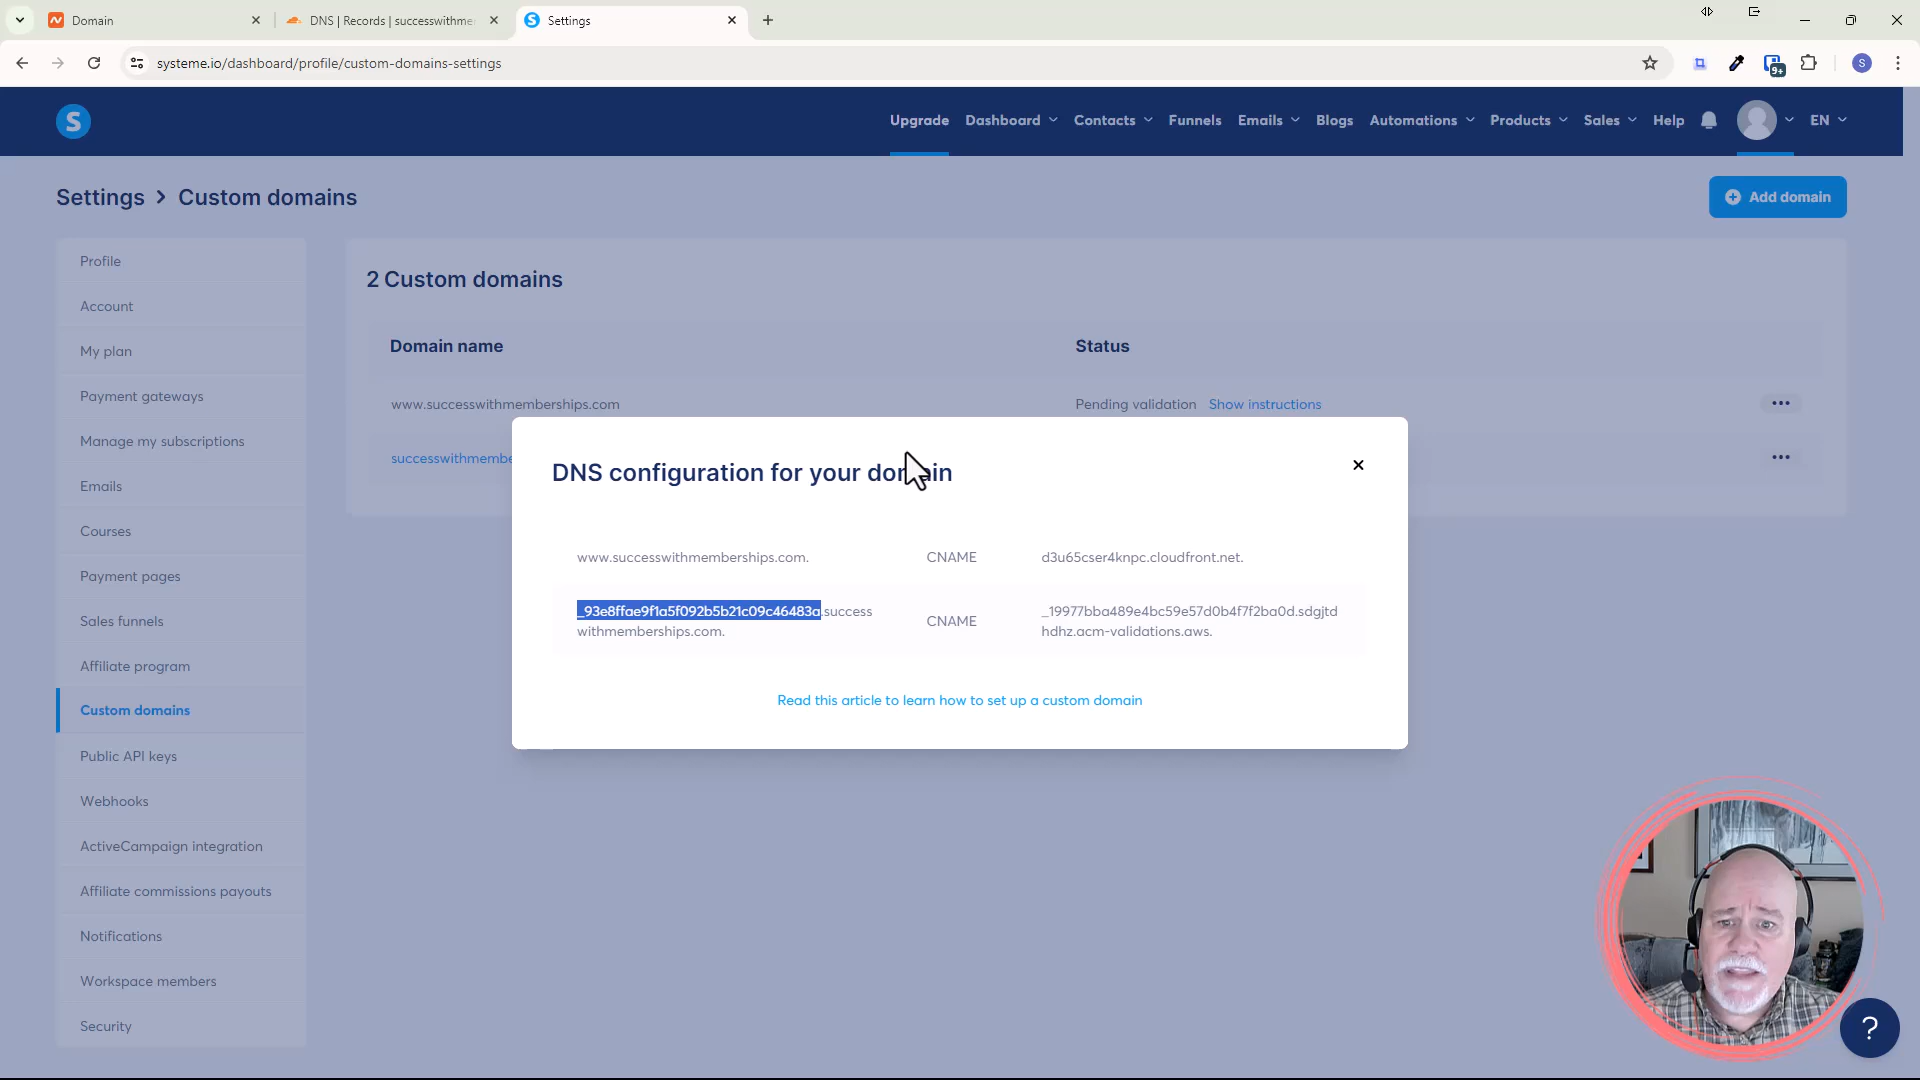 Domain
DNS | Records | successwithme
Settings
systeme.io/dashboard/profile/custom-domains-settings
9+
S
S
Upgrade
Dashboard
Contacts
Funnels
Emails
Blogs
Automations
Products
Sales
Help
EN
Settings > Custom domains
Add domain
Profile
Account
My plan
Payment gateways
Manage my subscriptions
Emails
Courses
Payment pages
Sales funnels
Affiliate program
Custom domains
Public API keys
Webhooks
ActiveCampaign integration
Affiliate commissions payouts
Notifications
Workspace members
Security
2 Custom domains
Domain name
Status
www.successwithmemberships.com
Pending validation Show instructions
successwithmembe
DNS configuration for your domain
www.successwithmemberships.com. CNAME d3u65cser4knpc.cloudfront.net.
_93e8ffae9f1a5f092b5b21c09c46483a.success
withmemberships.com.
CNAME
_19977bba489e4bc59e57d0b4f7f2ba0d.sdgjtd
hdhz.acm-validations.aws.
Read this article to learn how to set up a custom domain
?